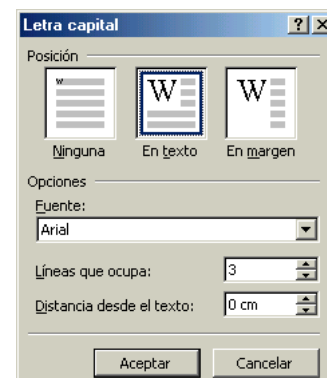 Letra capital
Posición
W W W
Ninguna En texto En margen
Opciones
Fuente:
Arial
Líneas que ocupa: 3
Distancia desde el texto: 0 cm
Aceptar Cancelar